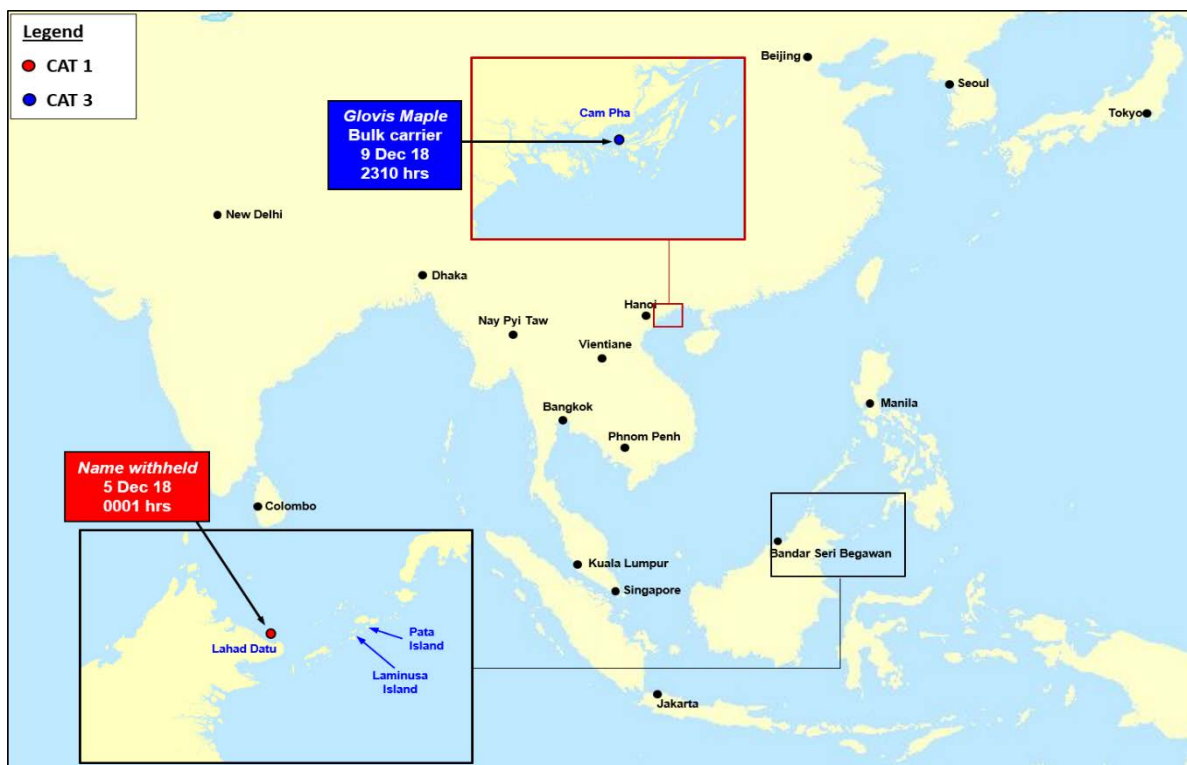 Legend
CAT 1
CAT 3
Glovis Maple
Bulk carrier
9 Dec 18
2310 hrs
Cam Pha
Beijing
Seoul
Tokyo
New Delhi
Dhaka
Hanoi
Nay Pyi Taw
Vientiane
Bangkok
Manila
Phnom Penh
Name withheld
5 Dec 18
0001 hrs
Colombo
Bandar Seri Begawan
Kuala Lumpur
Singapore
Lahad Datu
Pata
Island
Laminusa
Island
Jakarta